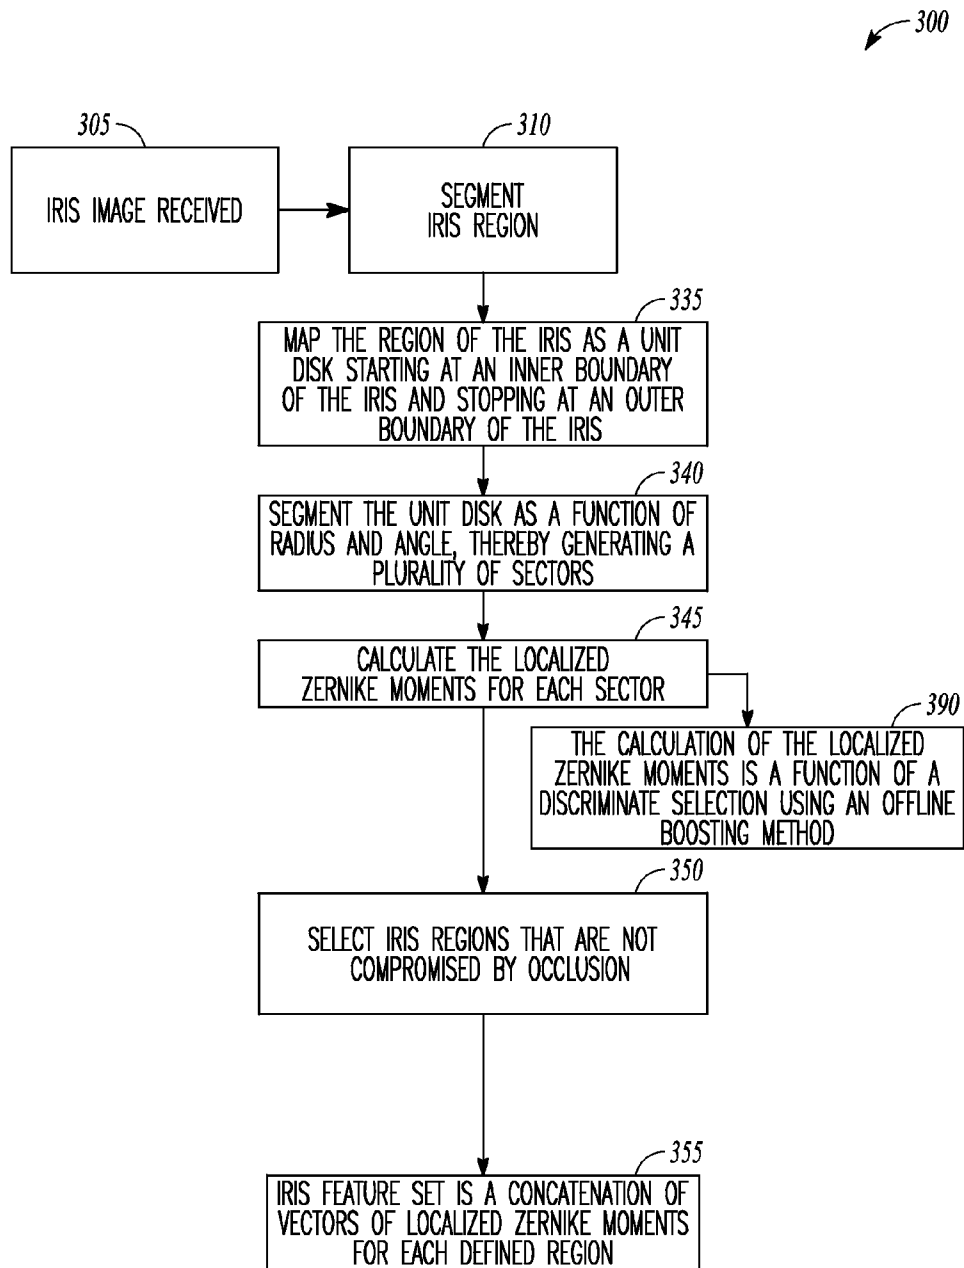 300
305
IRIS IMAGE RECEIVED
310
SEGMENT
IRIS REGION
335
MAP THE REGION OF THE IRIS AS A UNIT
DISK STARTING AT AN INNER BOUNDARY
OF THE IRIS AND STOPPING AT AN OUTER
BOUNDARY OF THE IRIS
340
SEGMENT THE UNIT DISK AS A FUNCTION OF
RADIUS AND ANGLE, THEREBY GENERATING A
PLURALITY OF SECTORS
345
CALCULATE THE LOCALIZED
ZERNIKE MOMENTS FOR EACH SECTOR
390
THE CALCULATION OF THE LOCALIZED
ZERNIKE MOMENTS IS A FUNCTION OF A
DISCRIMINATE SELECTION USING AN OFFLINE
BOOSTING METHOD
350
SELECT IRIS REGIONS THAT ARE NOT
COMPROMISED BY OCCLUSION
355
IRIS FEATURE SET IS A CONCATENATION OF
VECTORS OF LOCALIZED ZERNIKE MOMENTS
FOR EACH DEFINED REGION